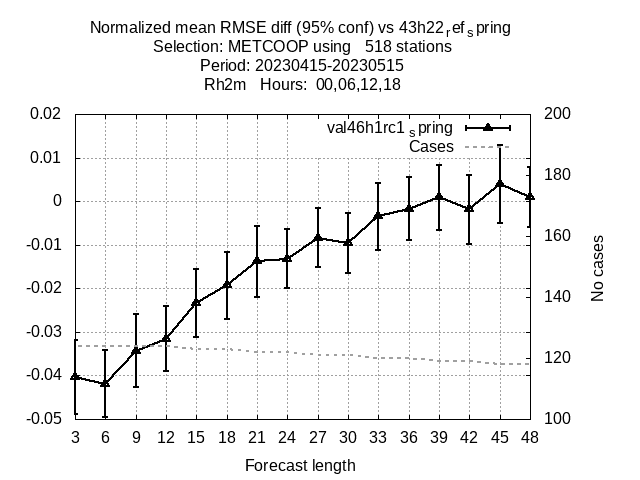 Normalized mean RMSE diff (95% conf) vs 43h22refspring
Selection: METCOOP using 518 stations
Period: 20230415-20230515
Rh2m Hours: 00,06,12,18
0.02
0.01
0
-0.01
-0.02
-0.03
-0.04
-0.05
val46h1rc1spring
Cases
200
180
160
140
120
100
No cases
3 6 9 12 15 18 21 24 27 30 33 36 39 42 45 48
Forecast length